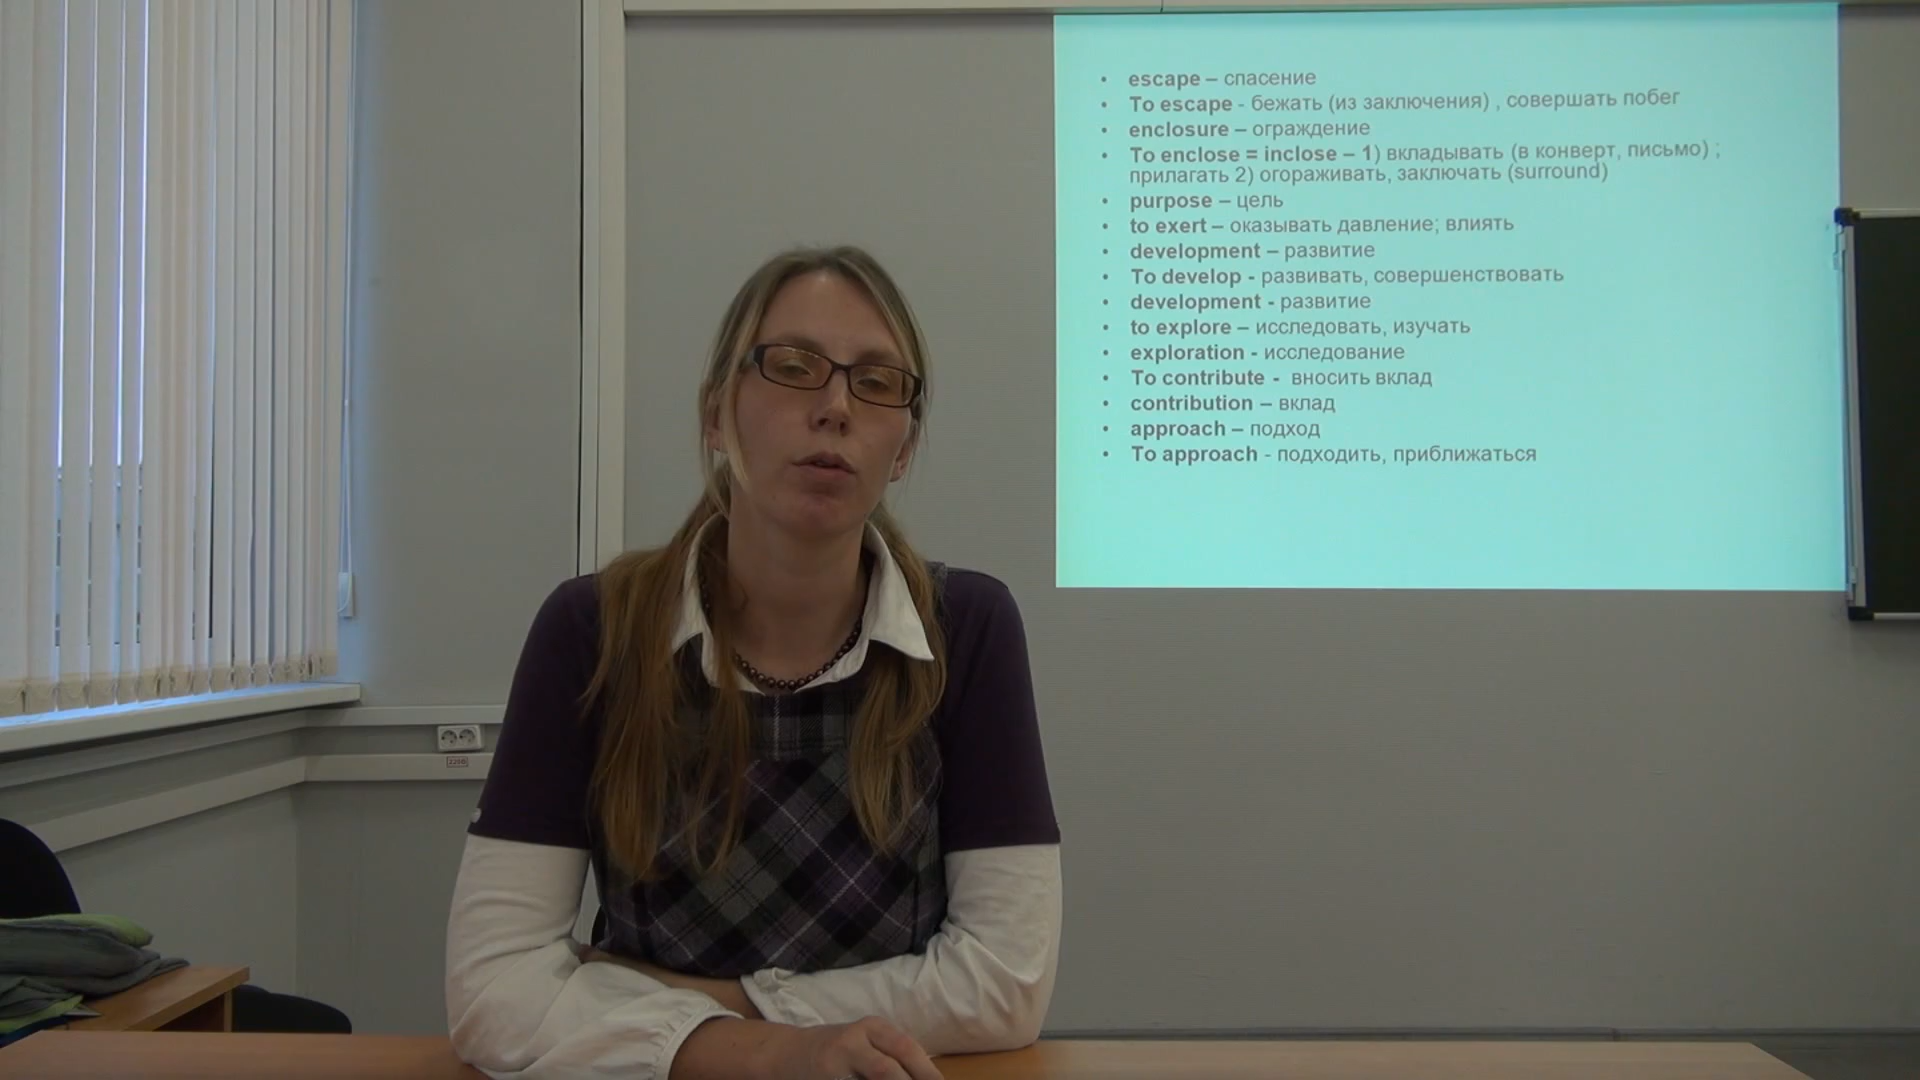 • escape – спасение
• To escape - бежать (из заключения) , совершать побег
• enclosure – ограждение
• To enclose = inclose – 1) вкладывать (в конверт, письмо) ;
прилагать 2) огораживать, заключать (surround)
• purpose – цель
• to exert – оказывать давление; влиять
• development – развитие
• To develop - развивать, совершенствовать
• development - развитие
• to explore – исследовать, изучать
• exploration - исследование
• To contribute - вносить вклад
• contribution – вклад
• approach – подход
• To approach - подходить, приближаться